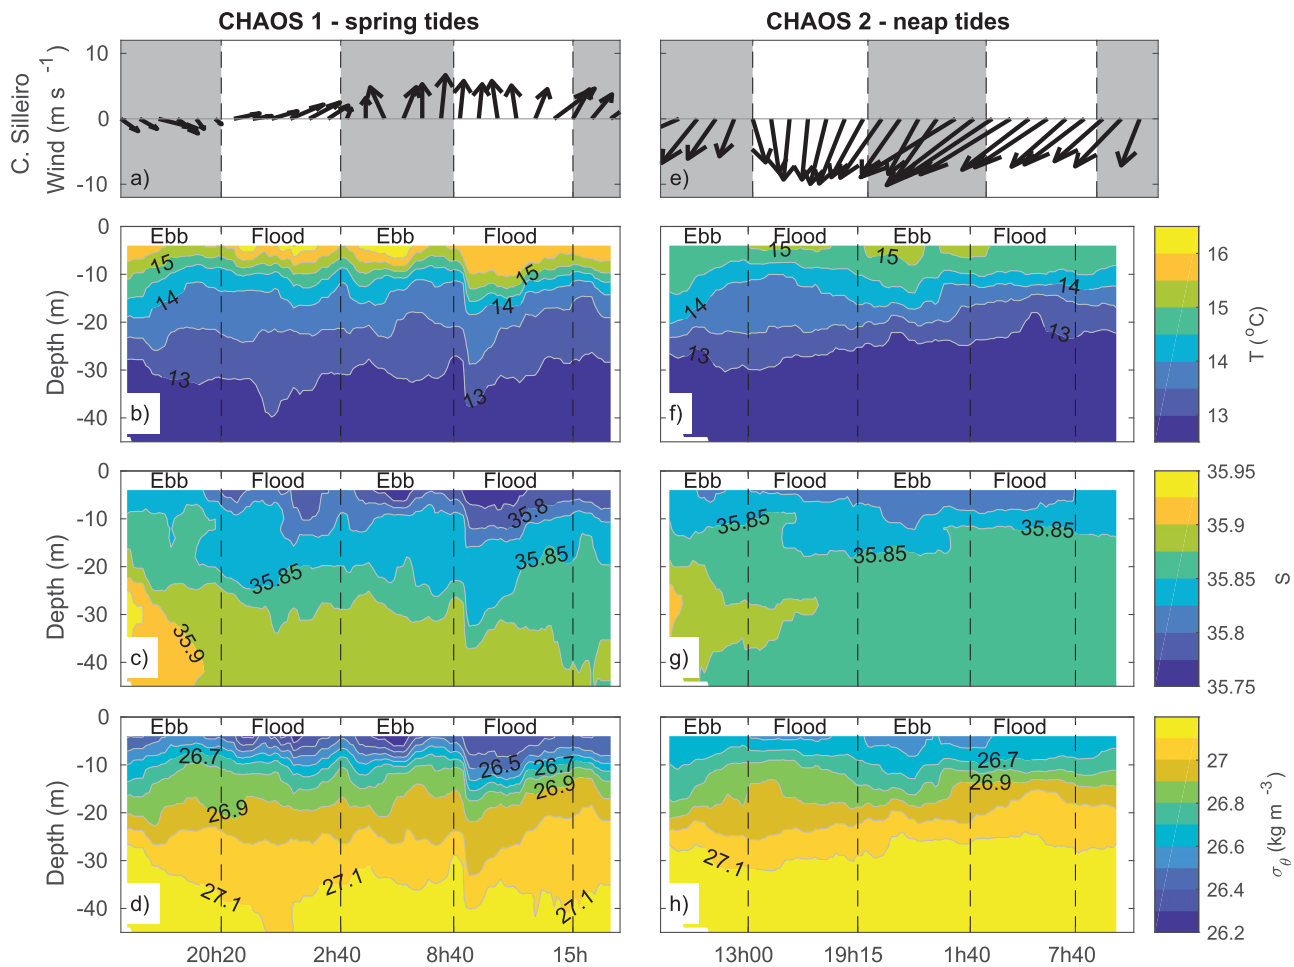 CHAOS 1 - spring tides
CHAOS 2 - neap tides
C. Silleiro
Wind (m s -1)
10
0
-10
a)
e)
Depth (m)
0
-10
-20
-30
-40
Ebb
Flood
Ebb
Flood
15
14
13
15
14
13
b)
Ebb
Flood
Ebb
Flood
15
15
14
14
13
13
f)
16
15
14
13
T (°C)
Depth (m)
0
-10
-20
-30
-40
Ebb
Flood
Ebb
Flood
35.9
35.85
35.8
35.85
c)
Ebb
Flood
Ebb
Flood
35.85
35.85
35.85
g)
35.95
35.9
35.85
35.8
35.75
S
Depth (m)
0
-10
-20
-30
-40
Ebb
Flood
Ebb
Flood
26.7
26.9
27.1
27.1
26.5
26.7
26.9
27.1
d)
Ebb
Flood
Ebb
Flood
26.7
26.9
27.1
h)
27
26.8
26.6
26.4
26.2
σθ (kg m -3)
20h20
2h40
8h40
15h
13h00
19h15
1h40
7h40